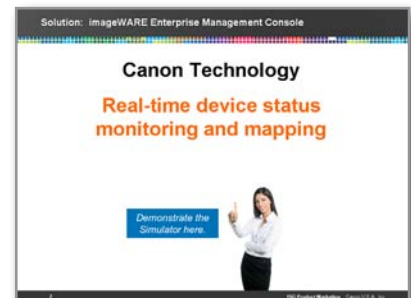 Solution: imageWARE Enterprise Management Console
Canon Technology
Real-time device status
monitoring and mapping
Demonstrate the
Simulator here.